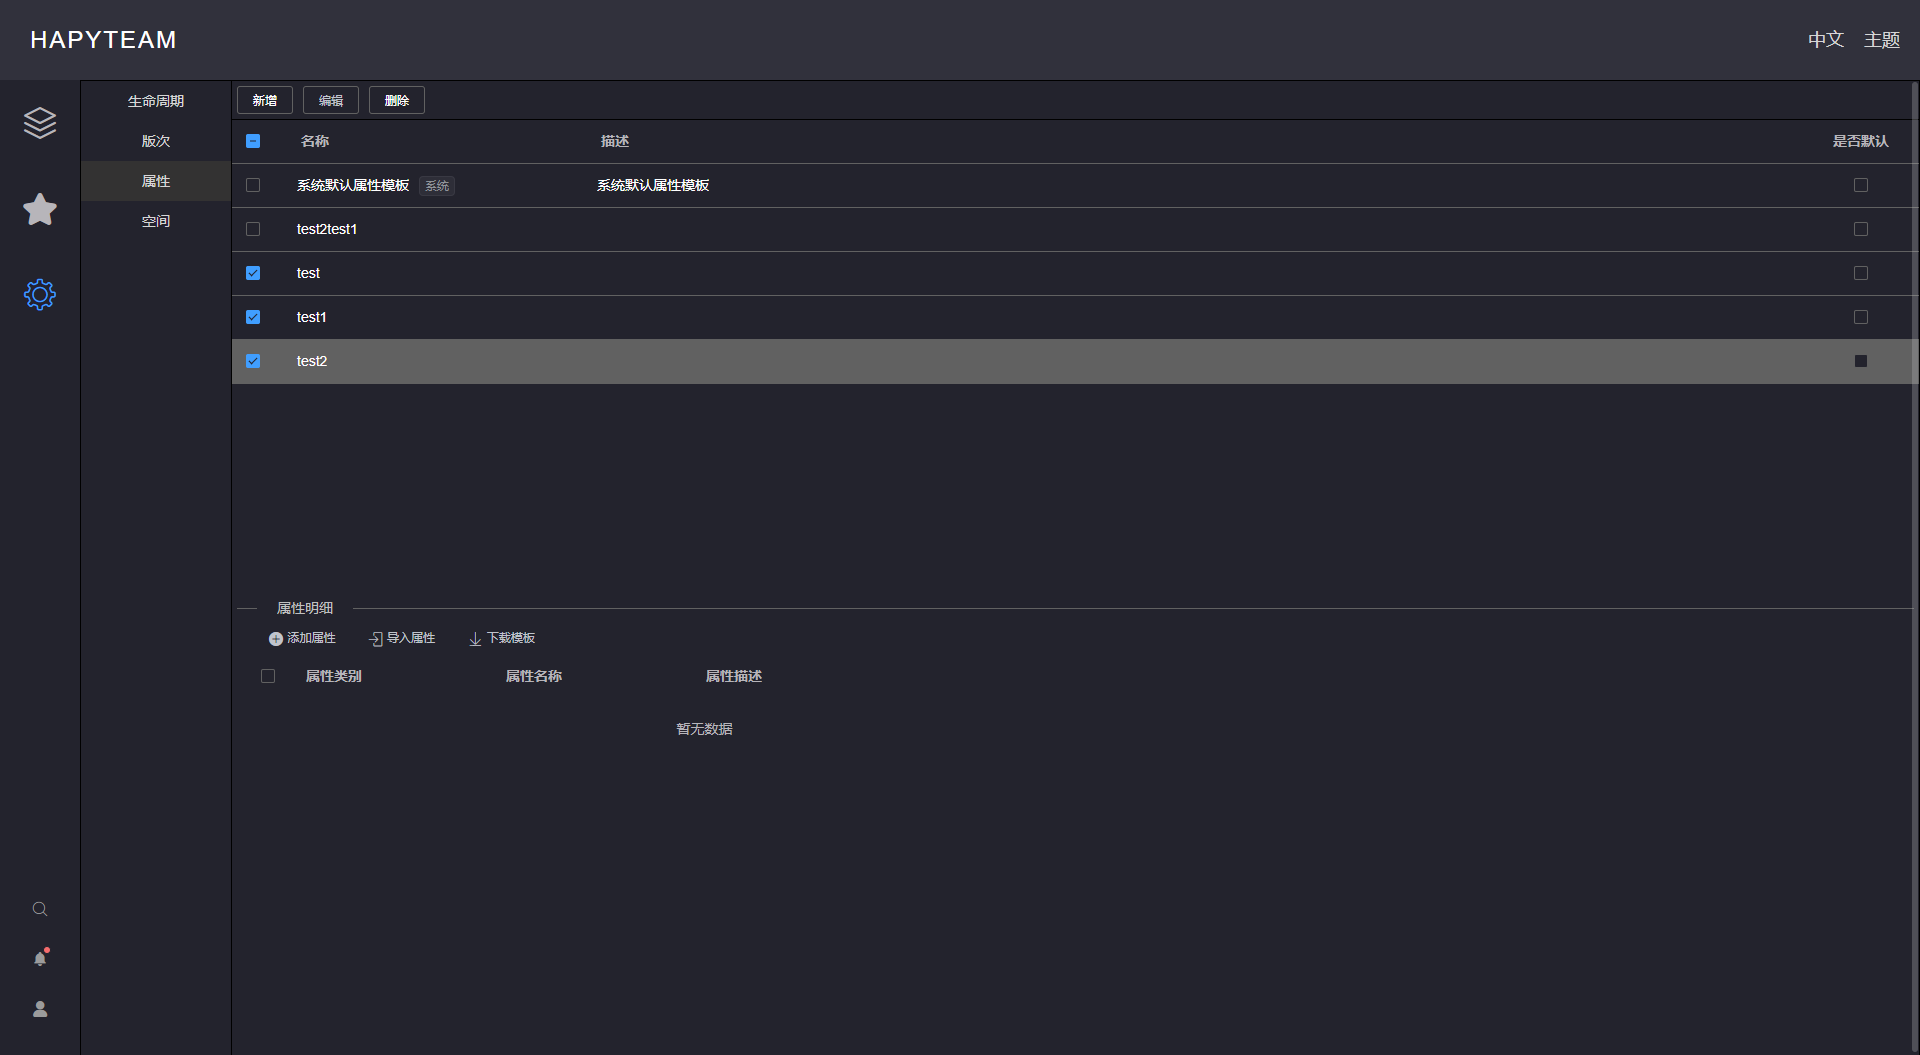 HAPYTEAM
中文 主题
生命周期
版次
属性
空间
新增 编辑 删除
名称 描述 是否默认
系统默认属性模板 系统 系统默认属性模板
test2test1
test
test1
test2
属性明细
添加属性 导入属性 下载模板
属性类别 属性名称 属性描述
暂无数据